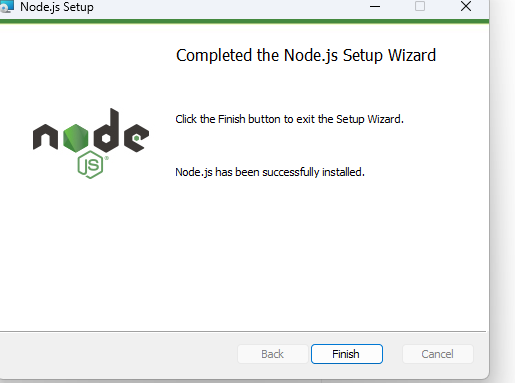 Node.js Setup
Completed the Node.js Setup Wizard
Click the Finish button to exit the Setup Wizard.
node
JS®
Node.js has been successfully installed.
Back Finish Cancel